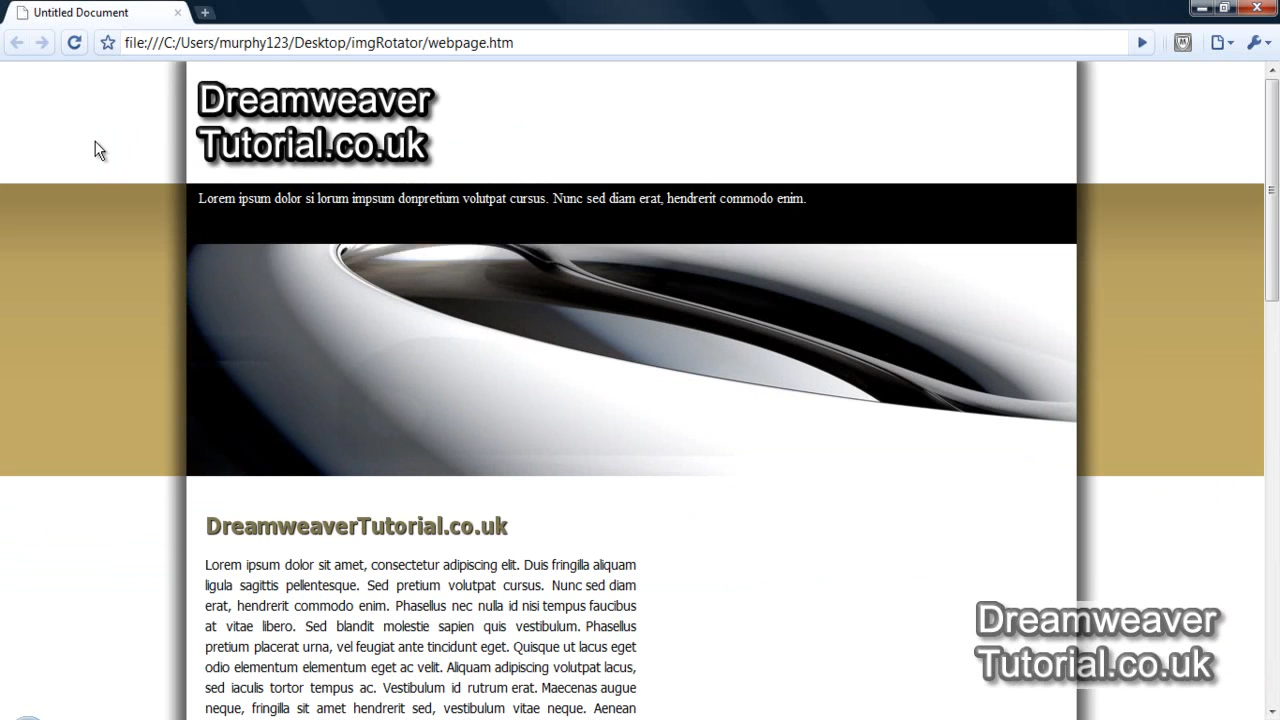 Untitled Document
file:///C:/Users/murphy123/Desktop/imgRotator/webpage.htm
Dreamweaver
Tutorial.co.uk
Lorem ipsum dolor si lorum impsum donpretium volutpat cursus. Nunc sed diam erat, hendrerit commodo enim.
DreamweaverTutorial.co.uk
Lorem ipsum dolor sit amet, consectetur adipiscing elit. Duis fringilla aliquam
ligula sagittis pellentesque. Sed pretium volutpat cursus. Nunc sed diam
erat, hendrerit commodo enim. Phasellus nec nulla id nisi tempus faucibus
at vitae libero. Sed blandit molestie sapien quis vestibulum. Phasellus
pretium placerat urna, vel feugiat ante tincidunt eget. Quisque ut lacus eget
odio elementum elementum eget ac velit. Aliquam adipiscing volutpat lacus,
sed iaculis tortor tempus ac. Vestibulum id rutrum erat. Maecenas augue
neque, fringilla sit amet hendrerit sed, vestibulum vitae neque. Aenean
Dreamweaver
Tutorial.co.uk